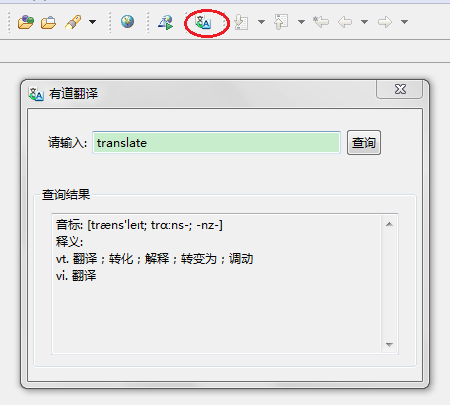 有道翻译
请输入: translate 查询
查询结果
音标: [træns'leɪt; trɑːns-; -nz-]
释义:
vt. 翻译；转化；解释；转变为；调动
vi. 翻译